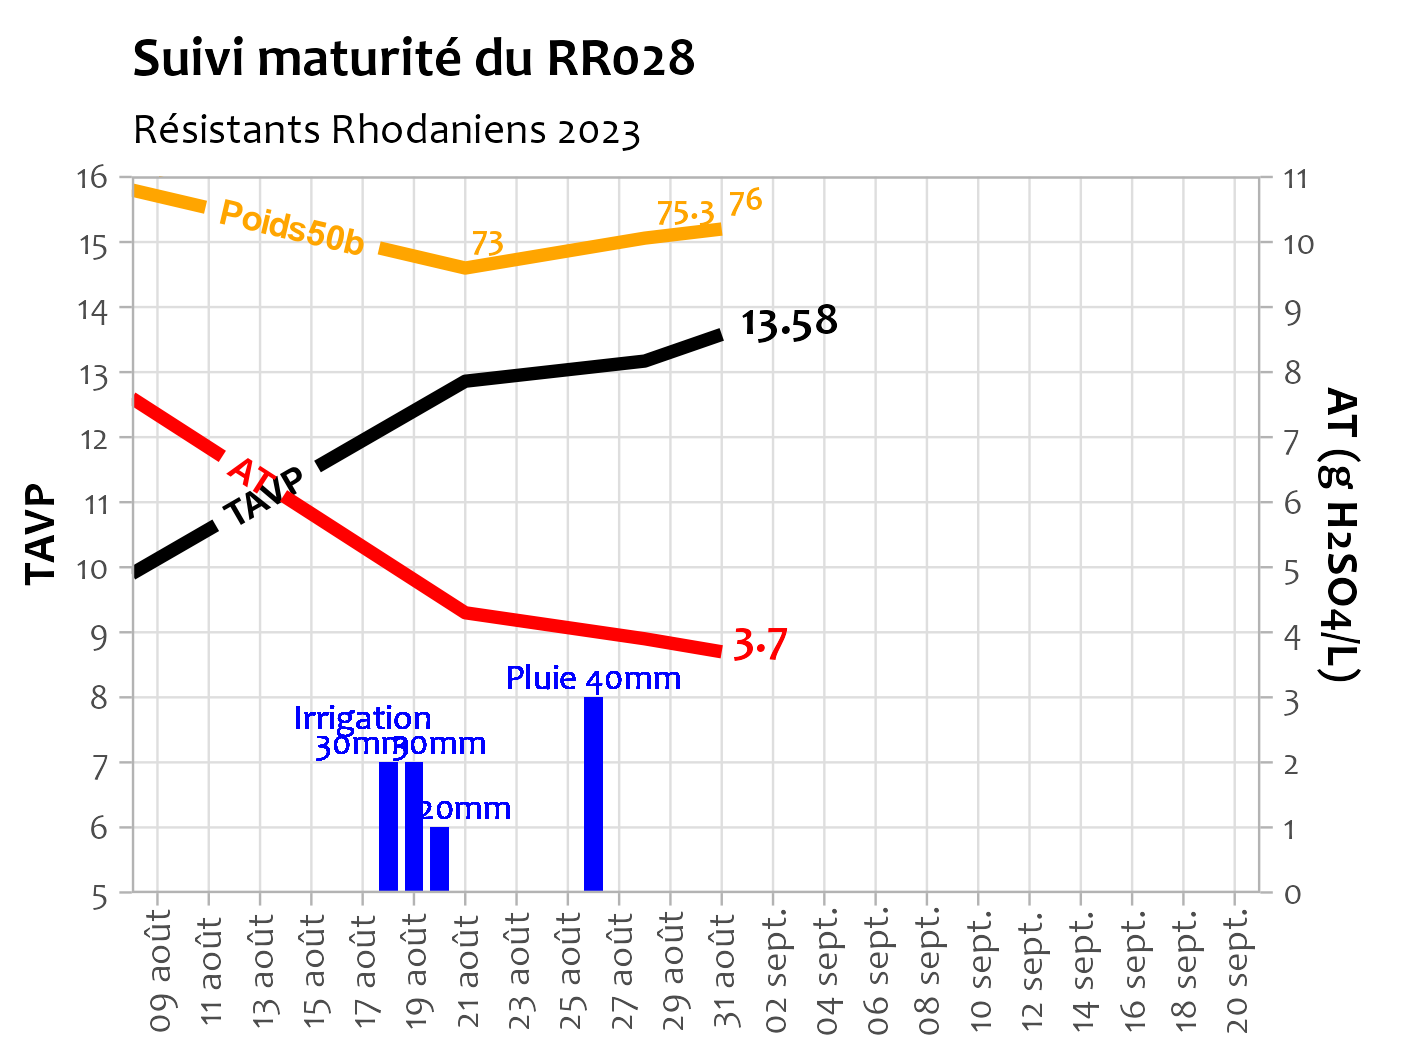 Suivi maturité du RR028
Résistants Rhodaniens 2023
16
15
14
13
12
11
10
9
8
7
6
5
TAVP
11
10
9
8
7
6
5
4
3
2
1
0
AT (g H2SO4/L)
Poids50b
73
75.3
76
13.58
AT
TAVP
3.7
Pluie 40mm
Irrigation
30mm
30mm
20mm
09 août
11 août
13 août
15 août
17 août
19 août
21 août
23 août
25 août
27 août
29 août
31 août
02 sept.
04 sept.
06 sept.
08 sept.
10 sept.
12 sept.
14 sept.
16 sept.
18 sept.
20 sept.